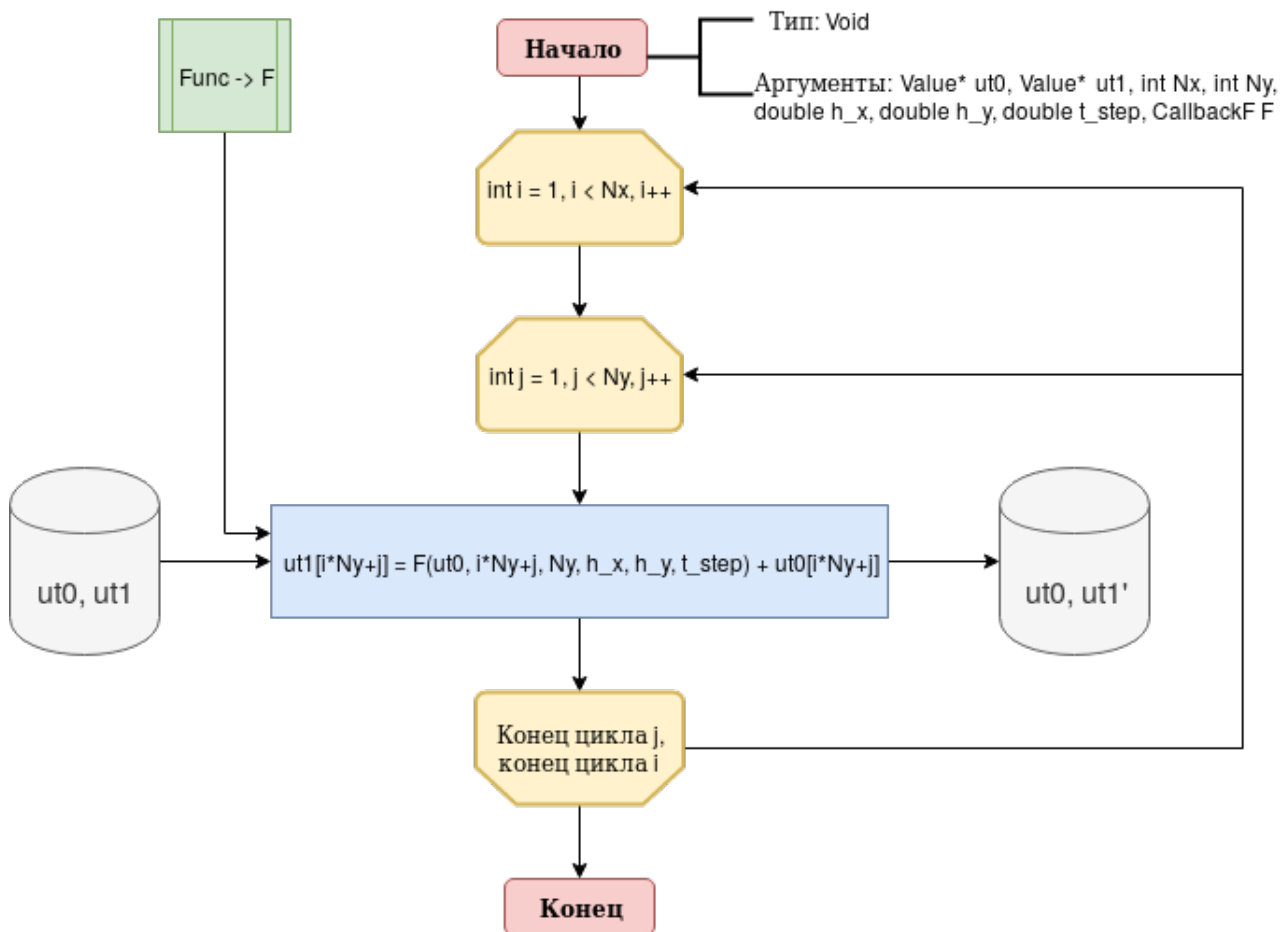 Func -> F
Начало
Тип: Void
Аргументы: Value* ut0, Value* ut1, int Nx, int Ny,
double h_x, double h_y, double t_step, CallbackF F
int i = 1, i < Nx, i++
int j = 1, j < Ny, j++
ut0, ut1
ut1[i*Ny+j] = F(ut0, i*Ny+j, Ny, h_x, h_y, t_step) + ut0[i*Ny+j]
ut0, ut1'
Конец цикла j,
конец цикла i
Конец